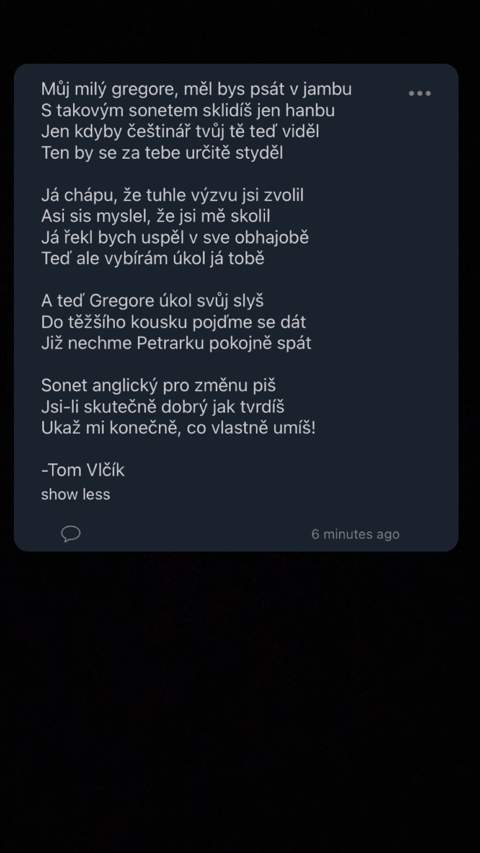 Můj milý gregore, měl bys psát v jambu
S takovým sonetem sklidíš jen hanbu
Jen kdyby češtinář tvůj tě teď viděl
Ten by se za tebe určitě styděl
Já chápu, že tuhle výzvu jsi zvolil
Asi sis myslel, že jsi mě skolil
Já řekl bych uspěl v sve obhajobě
Teď ale vybírám úkol já tobě
A teď Gregore úkol svůj slyš
Do těžšího kousku pojďme se dát
Již nechme Petrarku pokojně spát
Sonet anglický pro změnu piš
Jsi-li skutečně dobrý jak tvrdíš
Ukaž mi konečně, co vlastně umíš!
-Tom Vlčík
show less
6 minutes ago